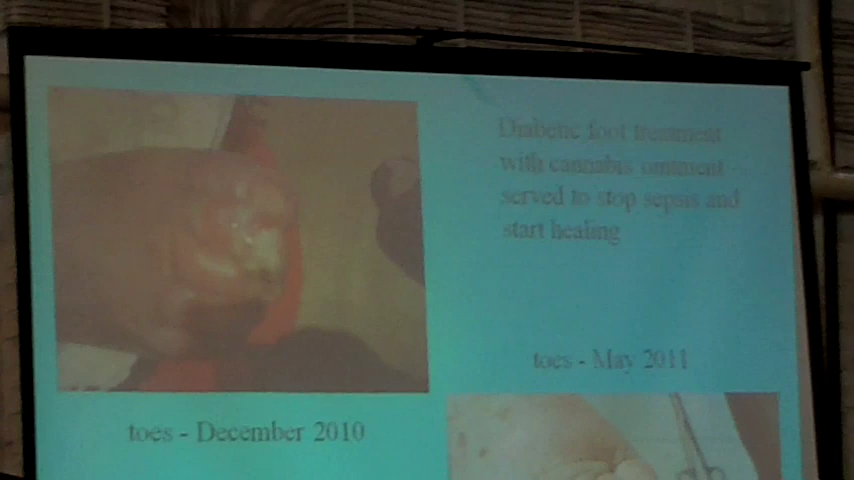 Diabetic foot treatment
with cannabis ointment
served to stop sepsis and
start healing
toes - May 2011
toes - December 2010